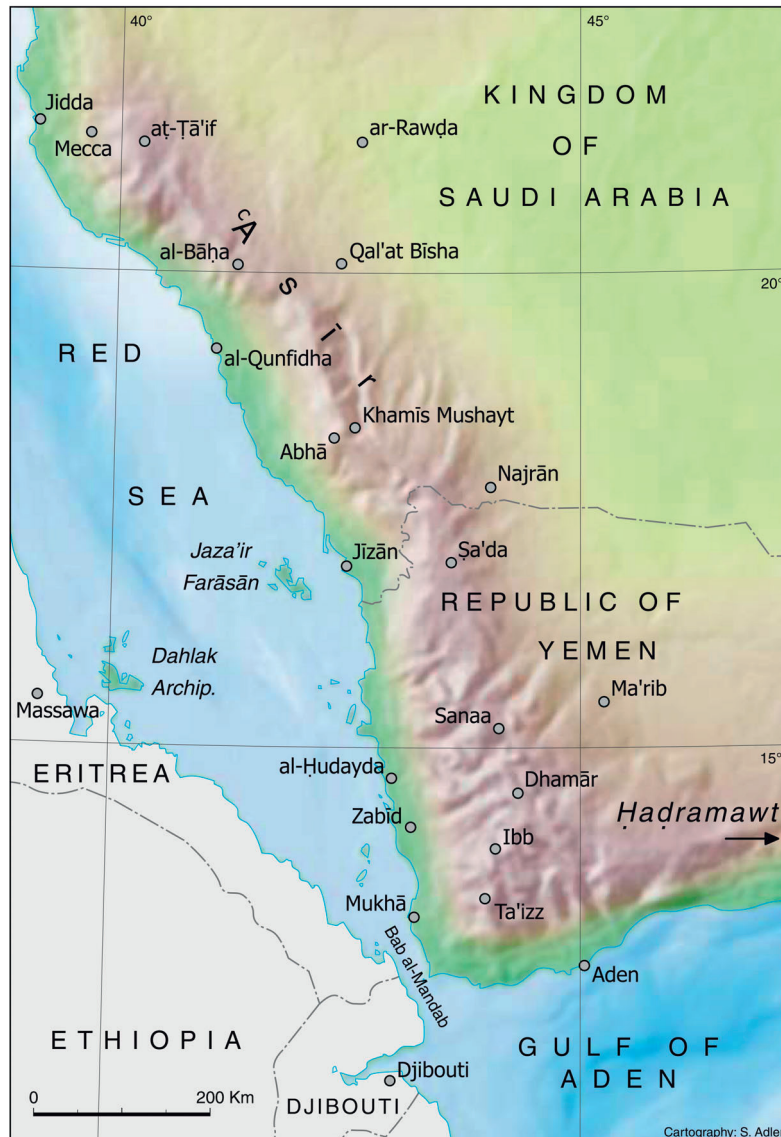 40°
45°
Jidda
Mecca
aṭ-Ṭā'if
ar-Rawḍa
KINGDOM
OF
SAUDI ARABIA
al-Bāḥa
Qal'at Bīsha
ᶜAsīr
20°
RED
SEA
al-Qunfidha
Khamīs Mushayt
Abhā
Najrān
Jaza’ir
Farāsān
Jīzān
Ṣa'da
REPUBLIC OF
YEMEN
Dahlak
Archip.
Massawa
Ma'rib
Sanaa
15°
ERITREA
al-Ḥudayda
Dhamār
Ḥaḍramawt
Zabīd
Ibb
Mukhā
Ta'izz
Bab al-Mandab
Aden
ETHIOPIA
GULF OF
ADEN
Djibouti
DJIBOUTI
0 200 Km
Cartography: S. Adler